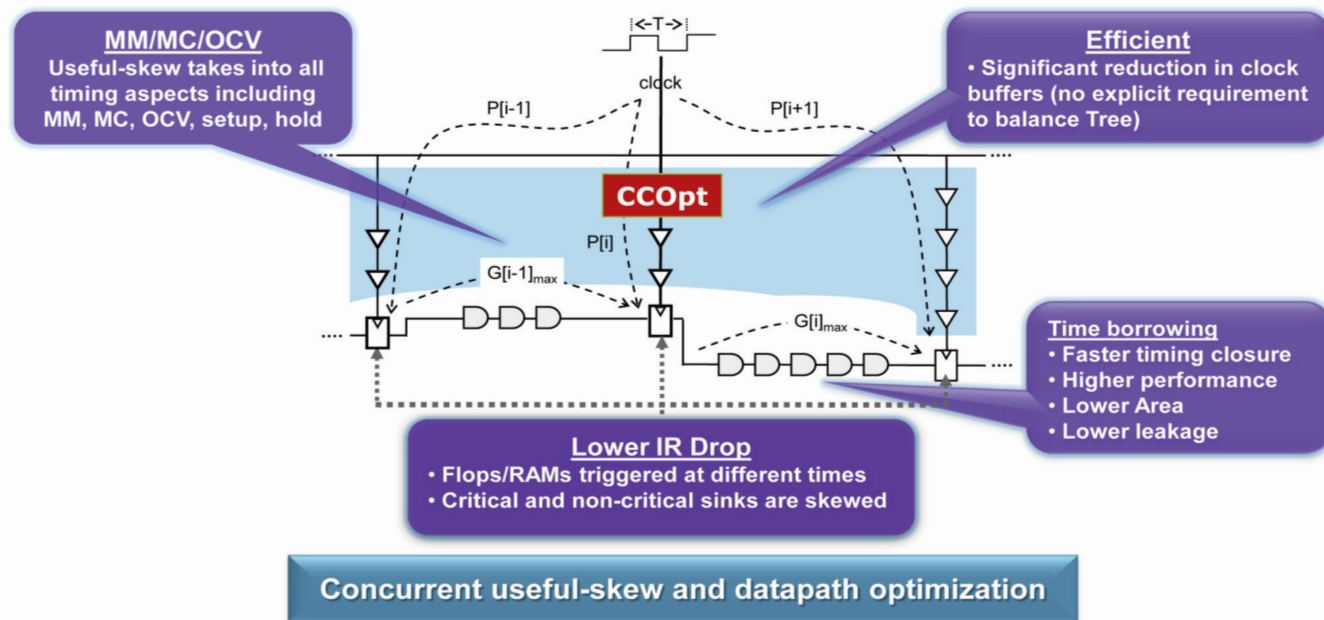 MM/MC/OCV
Useful-skew takes into all
timing aspects including
MM, MC, OCV, setup, hold
T
clock
P[i-1]
P[i+1]
Efficient
• Significant reduction in clock
buffers (no explicit requirement
to balance Tree)
CCOpt
P[i]
G[i-1]max
G[i]max
Time borrowing
• Faster timing closure
• Higher performance
• Lower Area
• Lower leakage
Lower IR Drop
• Flops/RAMs triggered at different times
• Critical and non-critical sinks are skewed
Concurrent useful-skew and datapath optimization